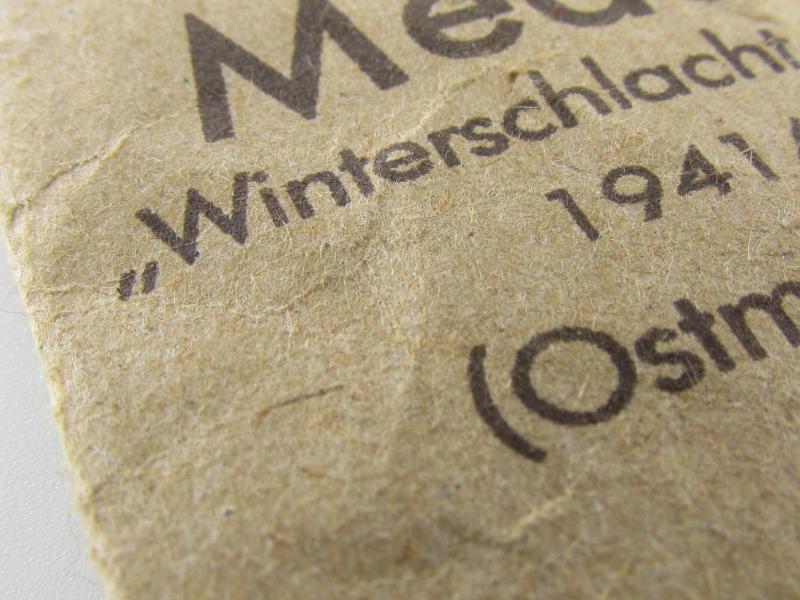 Med
„Winterschlacht
1941/
(Ostm